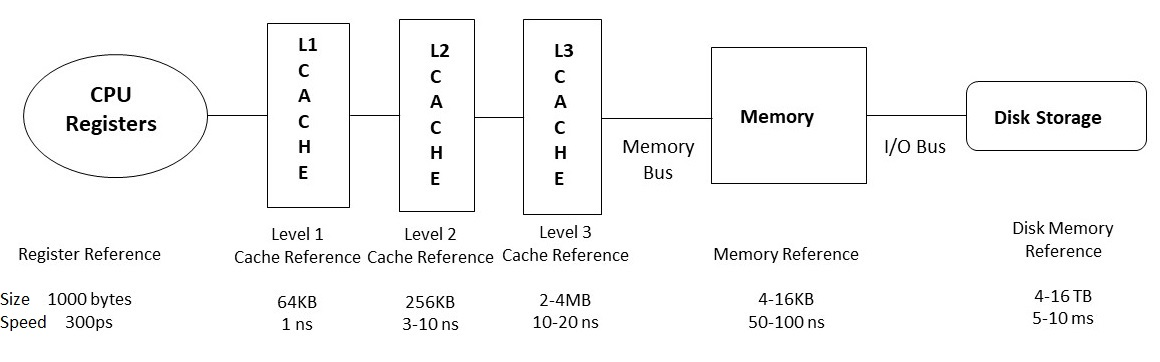 CPU
Registers
L1
C
A
C
H
E
L2
C
A
C
H
E
L3
C
A
C
H
E
Memory
Bus
Memory
I/O Bus
Disk Storage
Register Reference
Level 1
Cache Reference
Level 2
Cache Reference
Level 3
Cache Reference
Memory Reference
Disk Memory
Reference
Size 1000 bytes
64KB
256KB
2-4MB
4-16KB
4-16 TB
Speed 300ps
1 ns
3-10 ns
10-20 ns
50-100 ns
5-10 ms